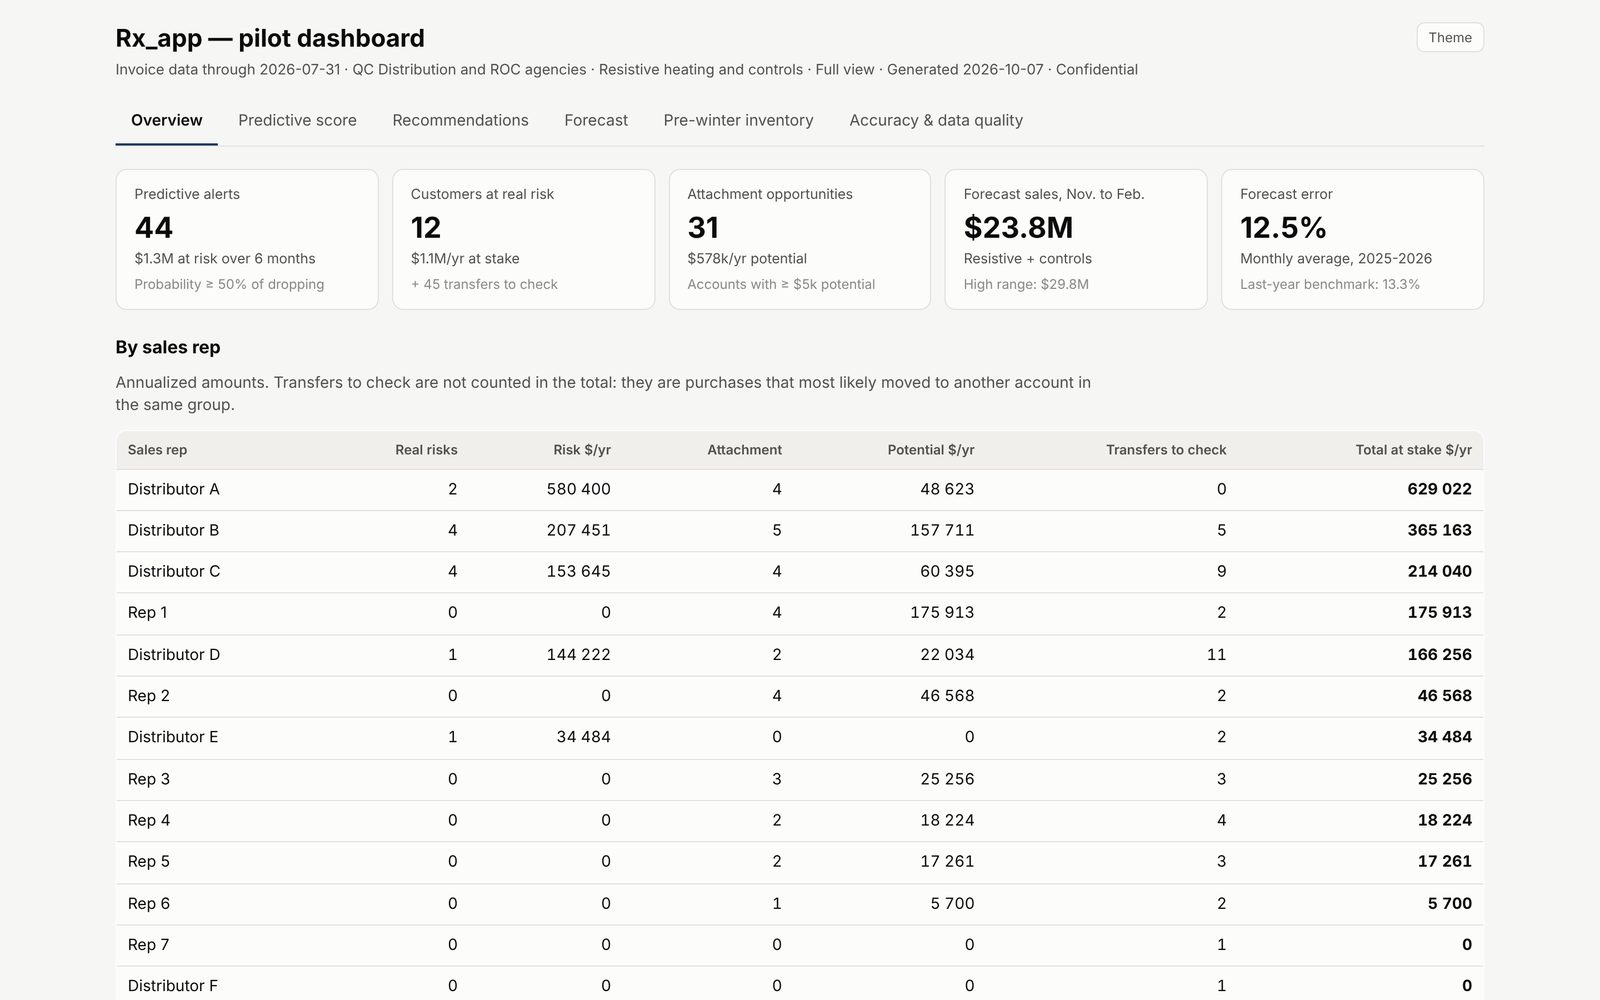 Rx_app — pilot dashboard
Theme
Invoice data through 2026-07-31 · QC Distribution and ROC agencies · Resistive heating and controls · Full view · Generated 2026-10-07 · Confidential
Overview Predictive score Recommendations Forecast Pre-winter inventory Accuracy & data quality
Predictive alerts
44
$1.3M at risk over 6 months
Probability ≥ 50% of dropping
Customers at real risk
12
$1.1M/yr at stake
+ 45 transfers to check
Attachment opportunities
31
$578k/yr potential
Accounts with ≥ $5k potential
Forecast sales, Nov. to Feb.
$23.8M
Resistive + controls
High range: $29.8M
Forecast error
12.5%
Monthly average, 2025-2026
Last-year benchmark: 13.3%
By sales rep
Annualized amounts. Transfers to check are not counted in the total: they are purchases that most likely moved to another account in
the same group.
Sales rep Real risks Risk $/yr Attachment Potential $/yr Transfers to check Total at stake $/yr
Distributor A 2 580 400 4 48 623 0 629 022
Distributor B 4 207 451 5 157 711 5 365 163
Distributor C 4 153 645 4 60 395 9 214 040
Rep 1 0 0 4 175 913 2 175 913
Distributor D 1 144 222 2 22 034 11 166 256
Rep 2 0 0 4 46 568 2 46 568
Distributor E 1 34 484 0 0 2 34 484
Rep 3 0 0 3 25 256 3 25 256
Rep 4 0 0 2 18 224 4 18 224
Rep 5 0 0 2 17 261 3 17 261
Rep 6 0 0 1 5 700 2 5 700
Rep 7 0 0 0 0 1 0
Distributor F 0 0 0 0 1 0